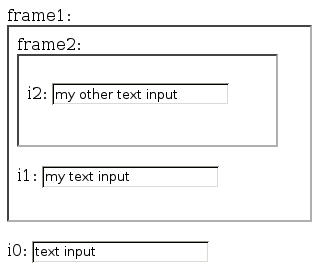 frame1:
frame2:
i2: my other text input
i1: my text input
i0: text input